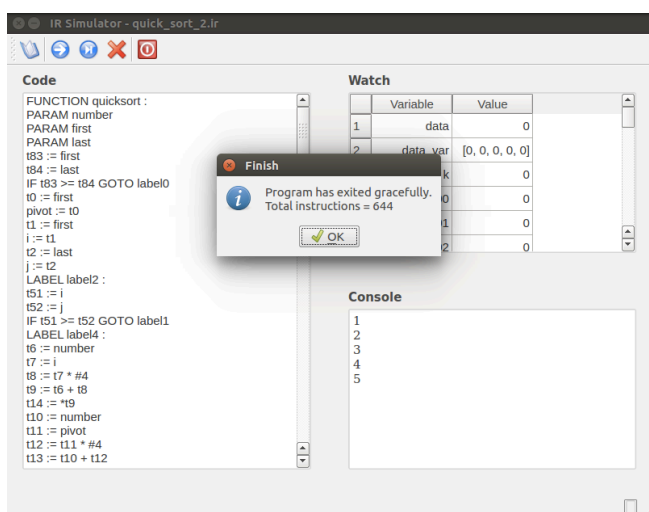 IR Simulator - quick_sort_2.ir
Code
FUNCTION quicksort :
PARAM number
PARAM first
PARAM last
t83 := first
t84 := last
IF t83 >= t84 GOTO label0
t0 := first
pivot := t0
t1 := first
i := t1
t2 := last
j := t2
LABEL label2 :
t51 := i
t52 := j
IF t51 >= t52 GOTO label1
LABEL label4 :
t6 := number
t7 := i
t8 := t7 * #4
t9 := t6 + t8
t14 := *t9
t10 := number
t11 := pivot
t12 := t11 * #4
t13 := t10 + t12
Watch
Variable Value
1 data 0
2 data_var [0, 0, 0, 0, 0]
k 0
0 0
1 0
2 0
Finish
Program has exited gracefully.
Total instructions = 644
OK
Console
1
2
3
4
5